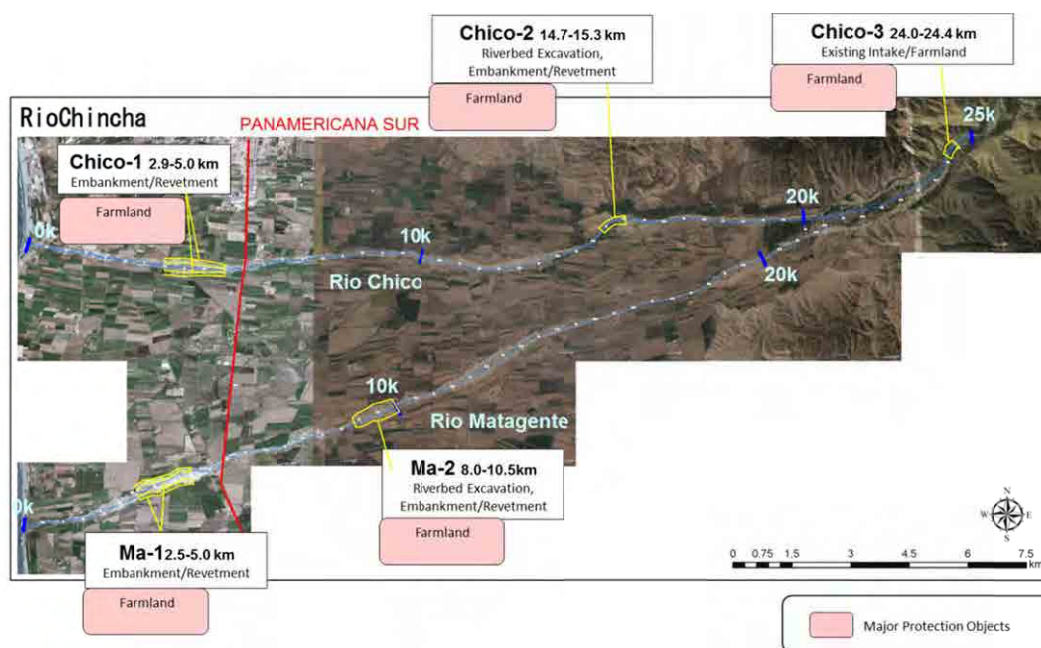 Chico-2 14.7-15.3 km
Riverbed Excavation,
Embankment/Revetment
Farmland
Chico-3 24.0-24.4 km
Existing Intake/Farmland
Farmland
RioChincha
PANAMERICANA SUR
25k
Chico-1 2.9-5.0 km
Embankment/Revetment
Farmland
0k
10k
20k
Rio Chico
20k
10k
Rio Matagente
Ma-2 8.0-10.5km
Riverbed Excavation,
Embankment/Revetment
Farmland
0k
Ma-1 2.5-5.0 km
Embankment/Revetment
Farmland
N
W E
S
0 0.75 1.5 3 4.5 6 7.5
km
Major Protection Objects